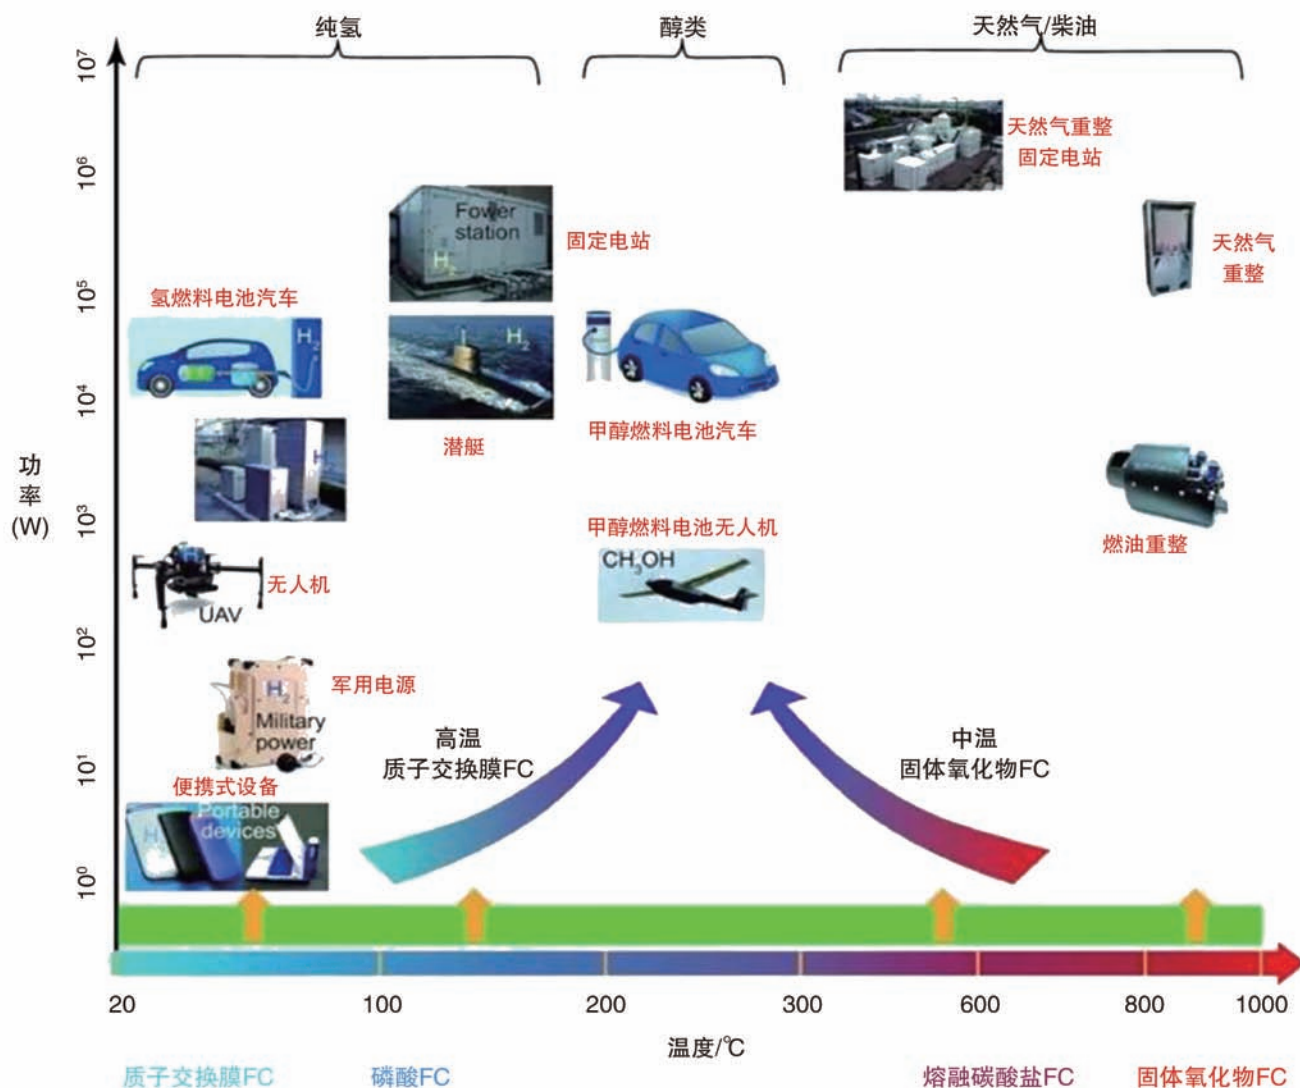 纯氢
醇类
天然气/柴油
10⁷
天然气重整
固定电站
10⁶
Fower
station
H₂
固定电站
天然气
重整
10⁵
氢燃料电池汽车
H₂
H₂
10⁴
潜艇
甲醇燃料电池汽车
功
率
(W)
H₂
10³
甲醇燃料电池无人机
CH₃OH
燃油重整
无人机
UAV
10²
军用电源
H₂
Military
power
高温
质子交换膜FC
中温
固体氧化物FC
10¹
便携式设备
Portable
devices
H₂
10⁰
20
100
200
300
600
800
1000
温度/℃
质子交换膜FC
磷酸FC
熔融碳酸盐FC
固体氧化物FC